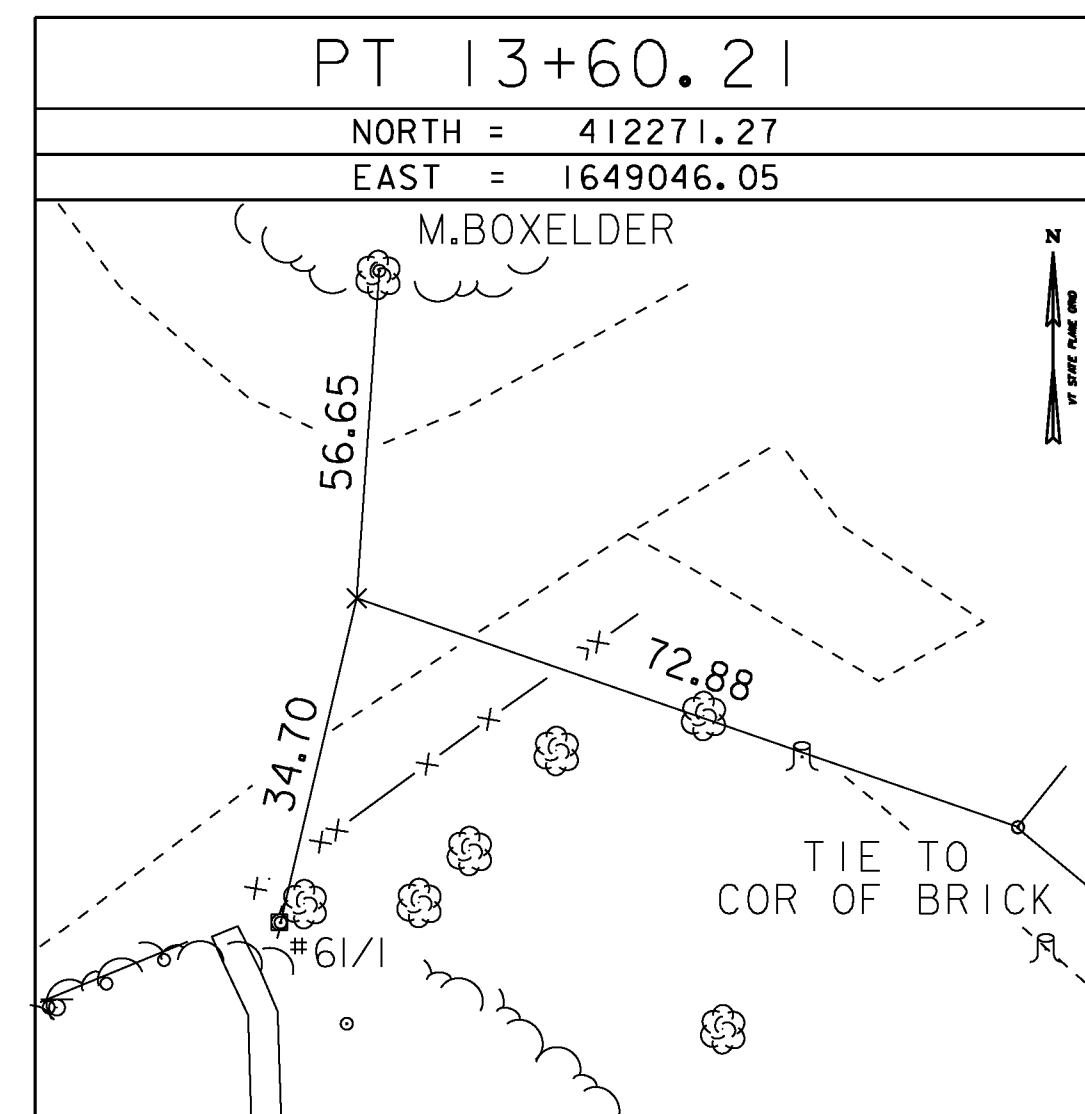 PT 13+60.21
NORTH = 412271.27
EAST = 1649046.05
M.BOXELDER
N
VT STATE PLANE GRID
56.65
72.88
34.70
TIE TO
COR OF BRICK
#61/1